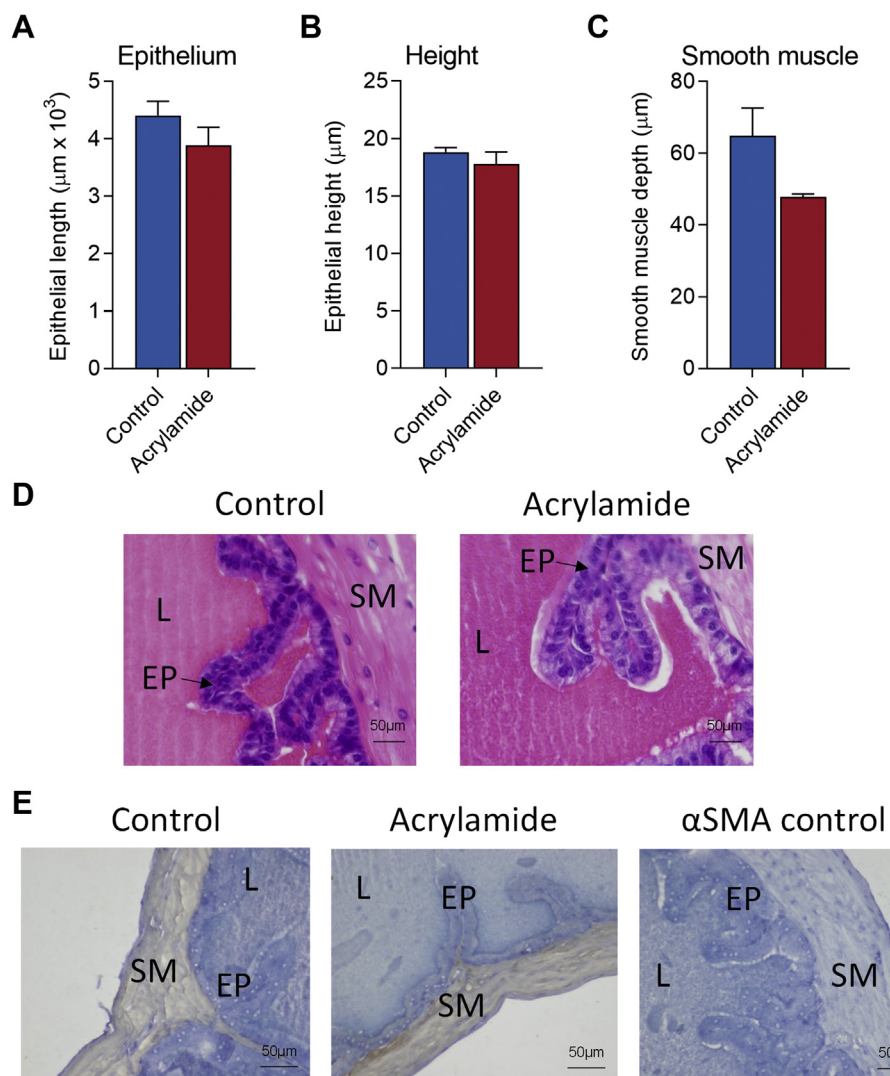 A
Epithelium
Epithelial length (μm x 10³)
5
4
3
2
1
0
Control
Acrylamide
B
Height
Epithelial height (μm)
25
20
15
10
5
0
Control
Acrylamide
C
Smooth muscle
Smooth muscle depth (μm)
80
60
40
20
0
Control
Acrylamide
D
Control
L
SM
EP
50μm
Acrylamide
EP
SM
L
50μm
E
Control
L
SM
EP
50μm
Acrylamide
L
EP
SM
50μm
αSMA control
EP
L
SM
50μm